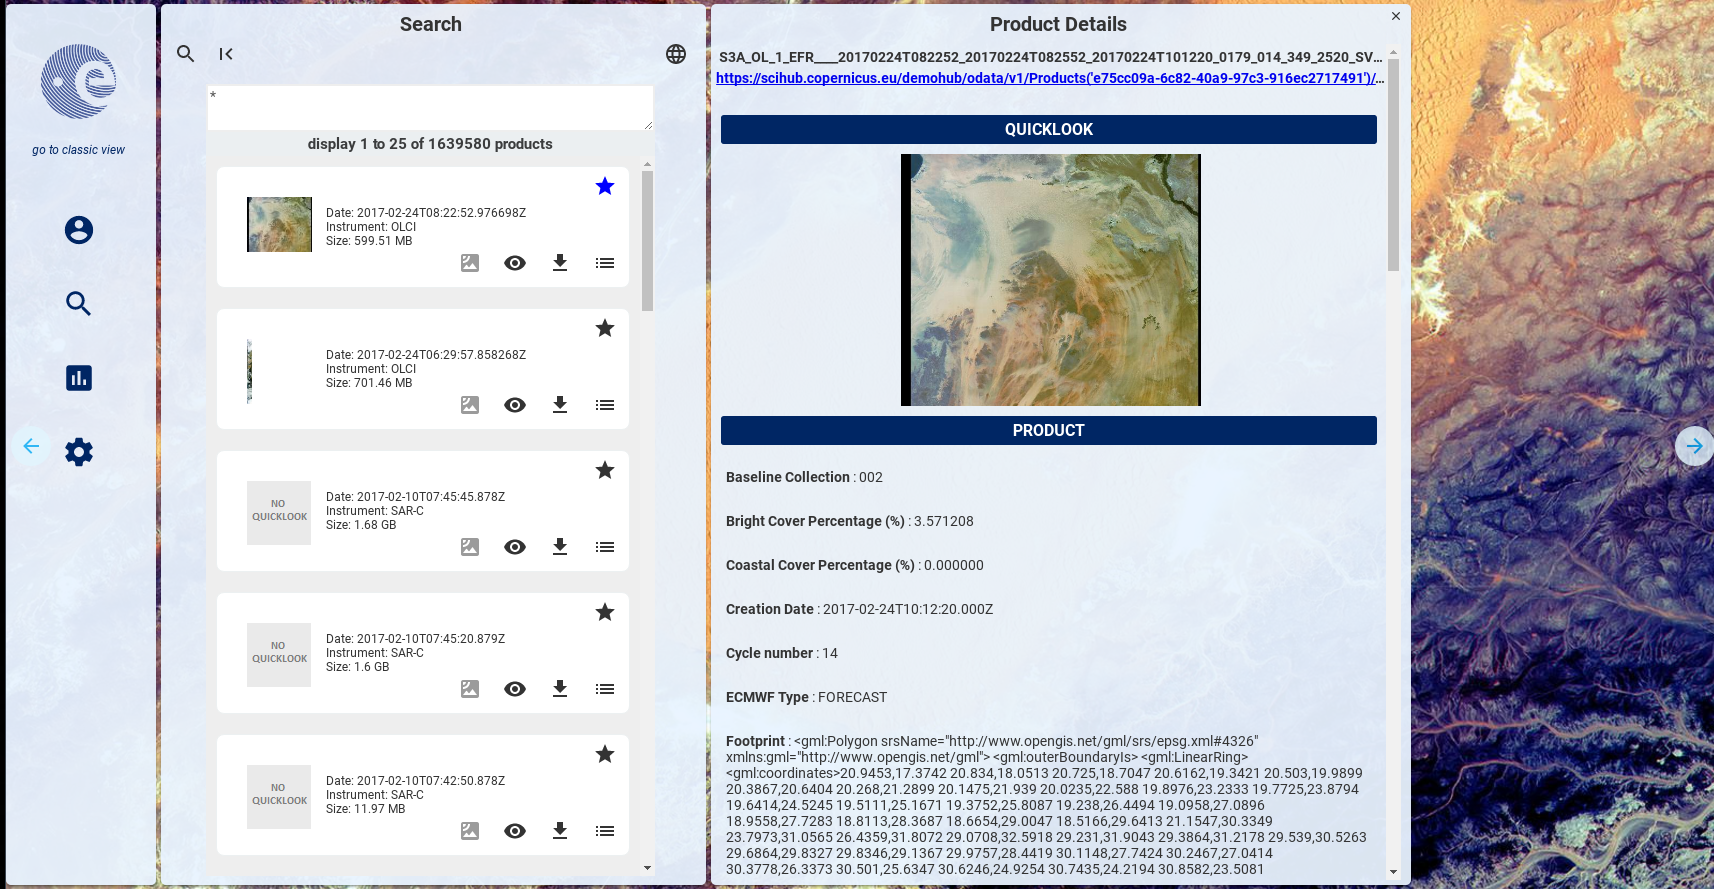 go to classic view
Search
*
display 1 to 25 of 1639580 products
Date: 2017-02-24T08:22:52.976698Z
Instrument: OLCI
Size: 599.51 MB
Date: 2017-02-24T06:29:57.858268Z
Instrument: OLCI
Size: 701.46 MB
NO
QUICKLOOK
Date: 2017-02-10T07:45:45.878Z
Instrument: SAR-C
Size: 1.68 GB
NO
QUICKLOOK
Date: 2017-02-10T07:45:20.879Z
Instrument: SAR-C
Size: 1.6 GB
NO
QUICKLOOK
Date: 2017-02-10T07:42:50.878Z
Instrument: SAR-C
Size: 11.97 MB
Product Details
×
S3A_OL_1_EFR____20170224T082252_20170224T082552_20170224T101220_0179_014_349_2520_SV...
https://scihub.copernicus.eu/demohub/odata/v1/Products('e75cc09a-6c82-40a9-97c3-916ec2717491')/...
QUICKLOOK
PRODUCT
Baseline Collection : 002
Bright Cover Percentage (%) : 3.571208
Coastal Cover Percentage (%) : 0.000000
Creation Date : 2017-02-24T10:12:20.000Z
Cycle number : 14
ECMWF Type : FORECAST
Footprint : <gml:Polygon srsName="http://www.opengis.net/gml/srs/epsg.xml#4326"
xmlns:gml="http://www.opengis.net/gml"> <gml:outerBoundaryIs> <gml:LinearRing>
<gml:coordinates>20.9453,17.3742 20.834,18.0513 20.725,18.7047 20.6162,19.3421 20.503,19.9899
20.3867,20.6404 20.268,21.2899 20.1475,21.939 20.0235,22.588 19.8976,23.2333 19.7725,23.8794
19.6414,24.5245 19.5111,25.1671 19.3752,25.8087 19.238,26.4494 19.0958,27.0896
18.9558,27.7283 18.8113,28.3687 18.6654,29.0047 18.5166,29.6413 21.1547,30.3349
23.7973,31.0565 26.4359,31.8072 29.0708,32.5918 29.231,31.9043 29.3864,31.2178 29.539,30.5263
29.6864,29.8327 29.8346,29.1367 29.9757,28.4419 30.1148,27.7424 30.2467,27.0414
30.3778,26.3373 30.501,25.6347 30.6246,24.9254 30.7435,24.2194 30.8582,23.5081